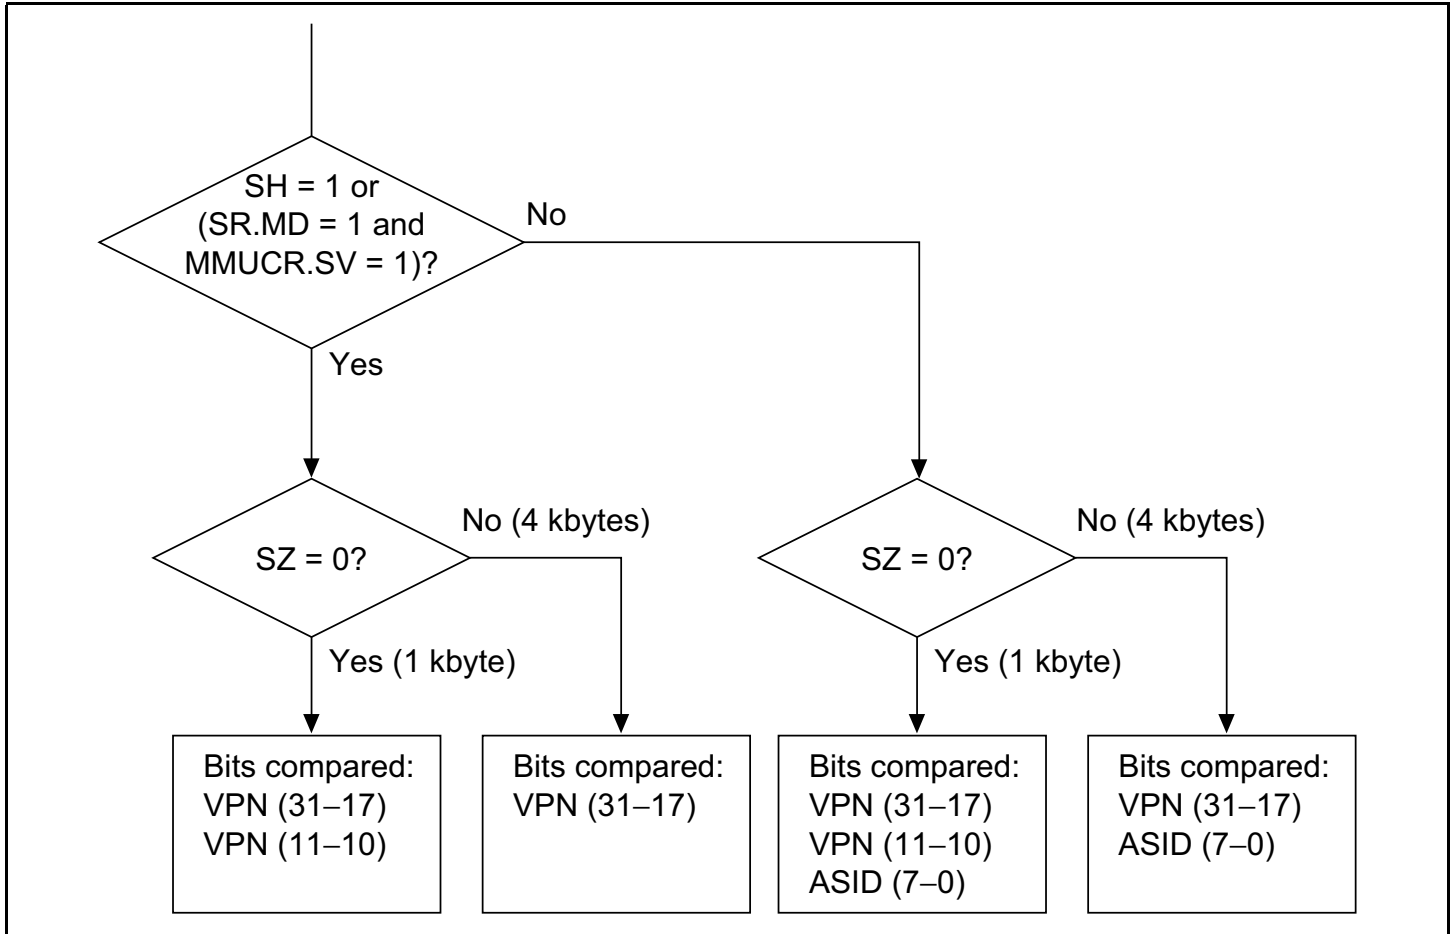 SH = 1 or
(SR.MD = 1 and
MMUCR.SV = 1)?
No
Yes
SZ = 0?
No (4 kbytes)
Yes (1 kbyte)
SZ = 0?
No (4 kbytes)
Yes (1 kbyte)
Bits compared:
VPN (31–17)
VPN (11–10)
Bits compared:
VPN (31–17)
Bits compared:
VPN (31–17)
VPN (11–10)
ASID (7–0)
Bits compared:
VPN (31–17)
ASID (7–0)